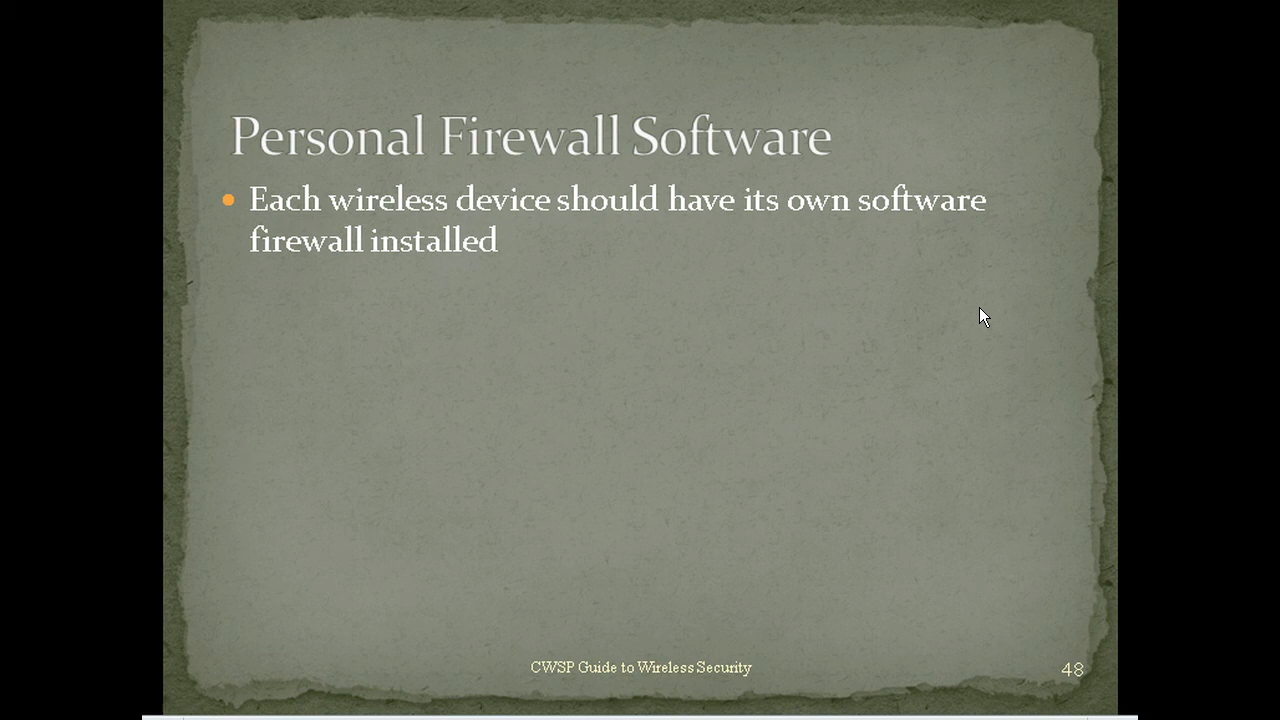 Personal Firewall Software
Each wireless device should have its own software
firewall installed
CWSP Guide to Wireless Security
48